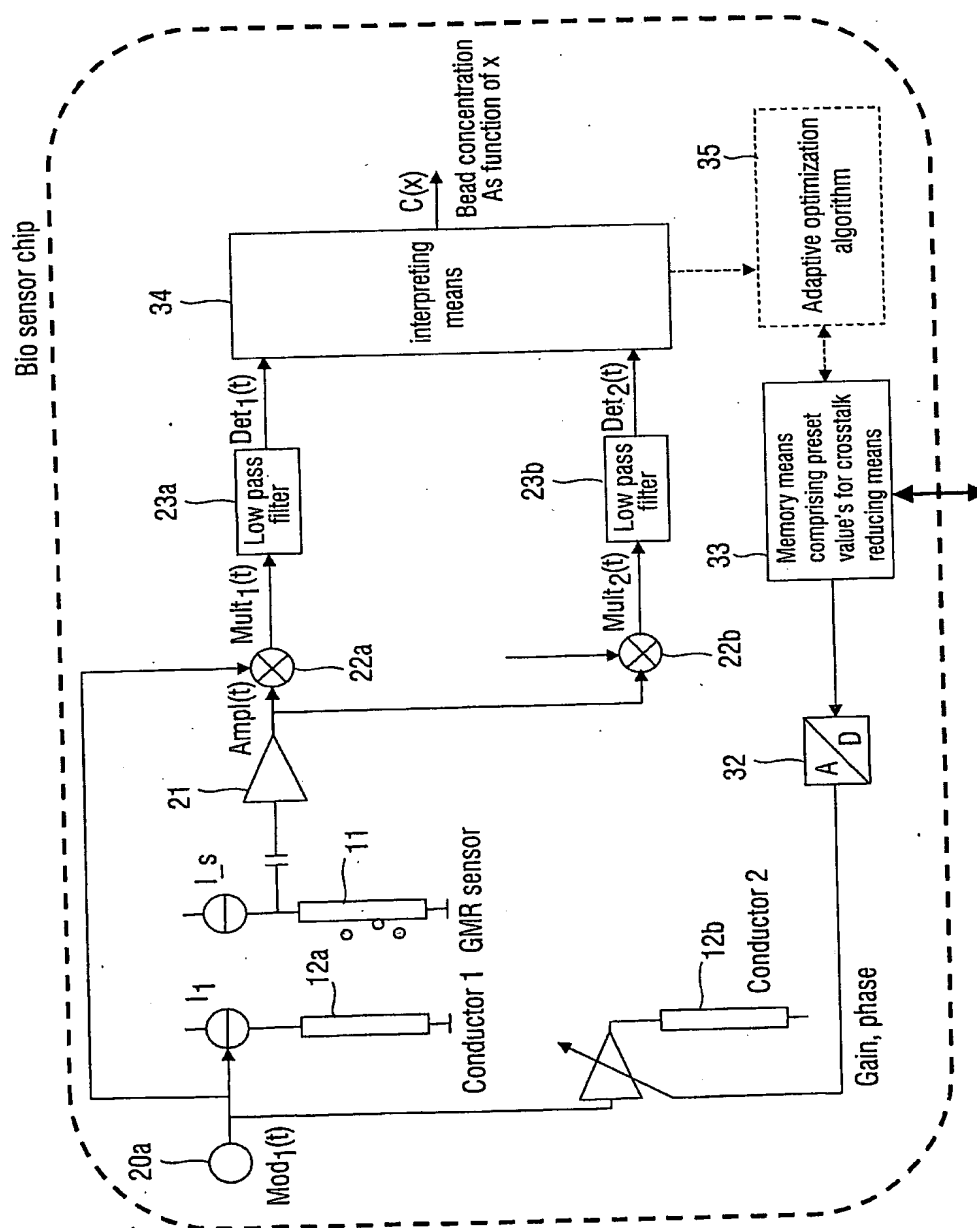 Bio sensor chip
20a
Mod1(t)
I1
12a
Conductor 1
I_s
11
GMR sensor
21
Ampl(t)
22a
Mult1(t)
23a
Low pass
filter
Det1(t)
34
interpreting
means
C(x)
Bead concentration
As function of x
12b
Conductor 2
22b
Mult2(t)
23b
Low pass
filter
Det2(t)
Gain, phase
32
A
D
33
Memory means
comprising preset
value's for crosstalk
reducing means
35
Adaptive optimization
algorithm